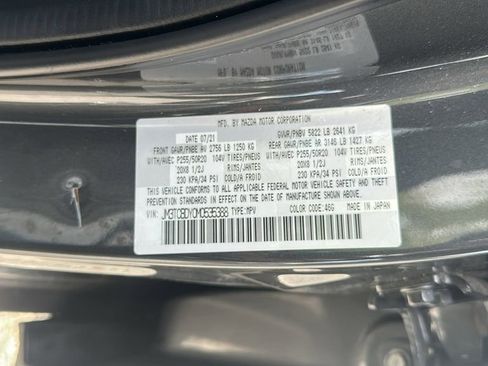 MFD. BY MAZDA MOTOR CORPORATION
DATE 07/21 GVWR/PNBV 5822 LB 2641 KG
FRONT GAWR/PNBE AV 2756 LB 1250 KG REAR GAWR/PNBE AR 3146 LB 1427 KG
WITH/AVEC P255/50R20 104V TIRES/PNEUS WITH/AVEC P255/50R20 104V TIRES/PNEUS
20X8 1/2J RIMS/JANTES 20X8 1/2J RIMS/JANTES
230 KPA/34 PSI COLD/A FROID 230 KPA/34 PSI COLD/A FROID
THIS VEHICLE CONFORMS TO ALL APPLICABLE FEDERAL MOTOR VEHICLE SAFETY, BUMPER, AND THEFT
PREVENTION STANDARDS IN EFFECT ON THE DATE OF MANUFACTURE SHOWN ABOVE.
VIN: JM3TCBDY0M0535388 TYPE:MPV COLOR CODE:46G MADE IN JAPAN